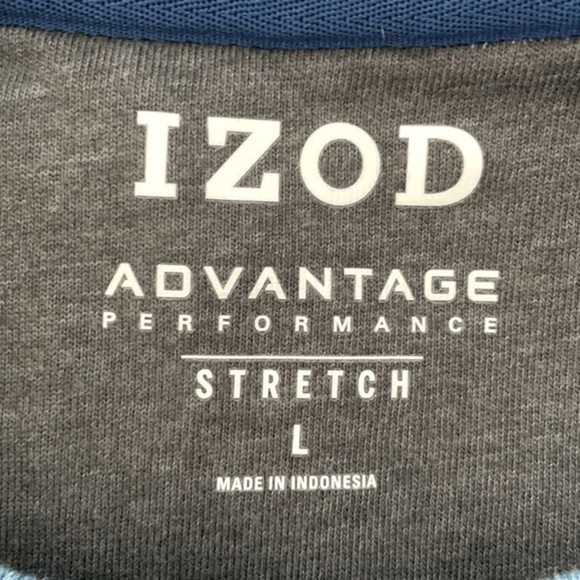 IZOD
ADVANTAGE
PERFORMANCE
STRETCH
L
MADE IN INDONESIA